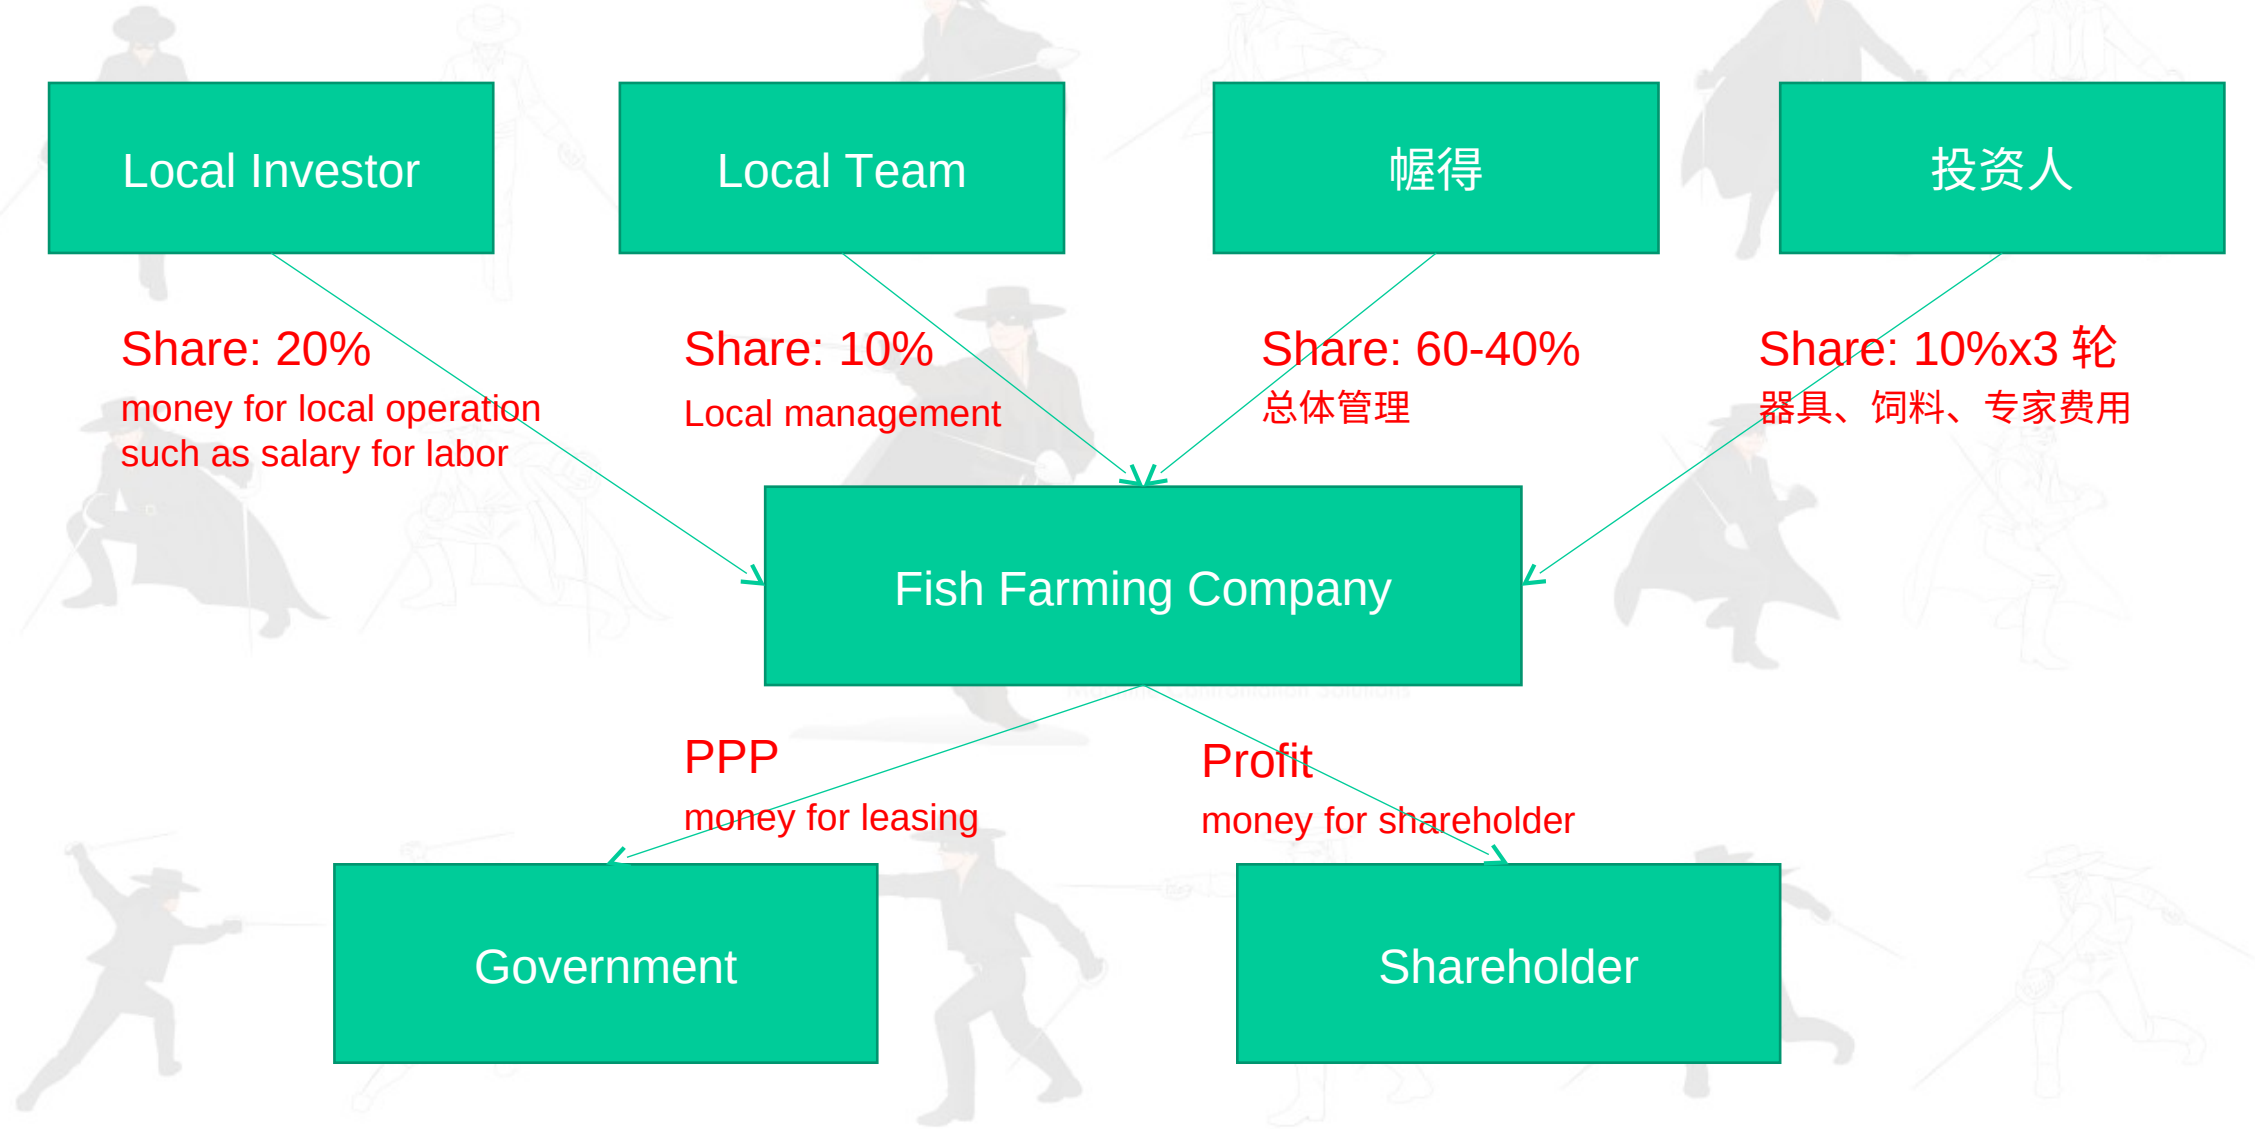 Local Investor
Local Team
幄得
投资人
Share: 20%
money for local operation
such as salary for labor
Share: 10%
Local management
Share: 60-40%
总体管理
Share: 10%x3 轮
器具、饲料、专家费用
Fish Farming Company
PPP
money for leasing
Profit
money for shareholder
Government
Shareholder